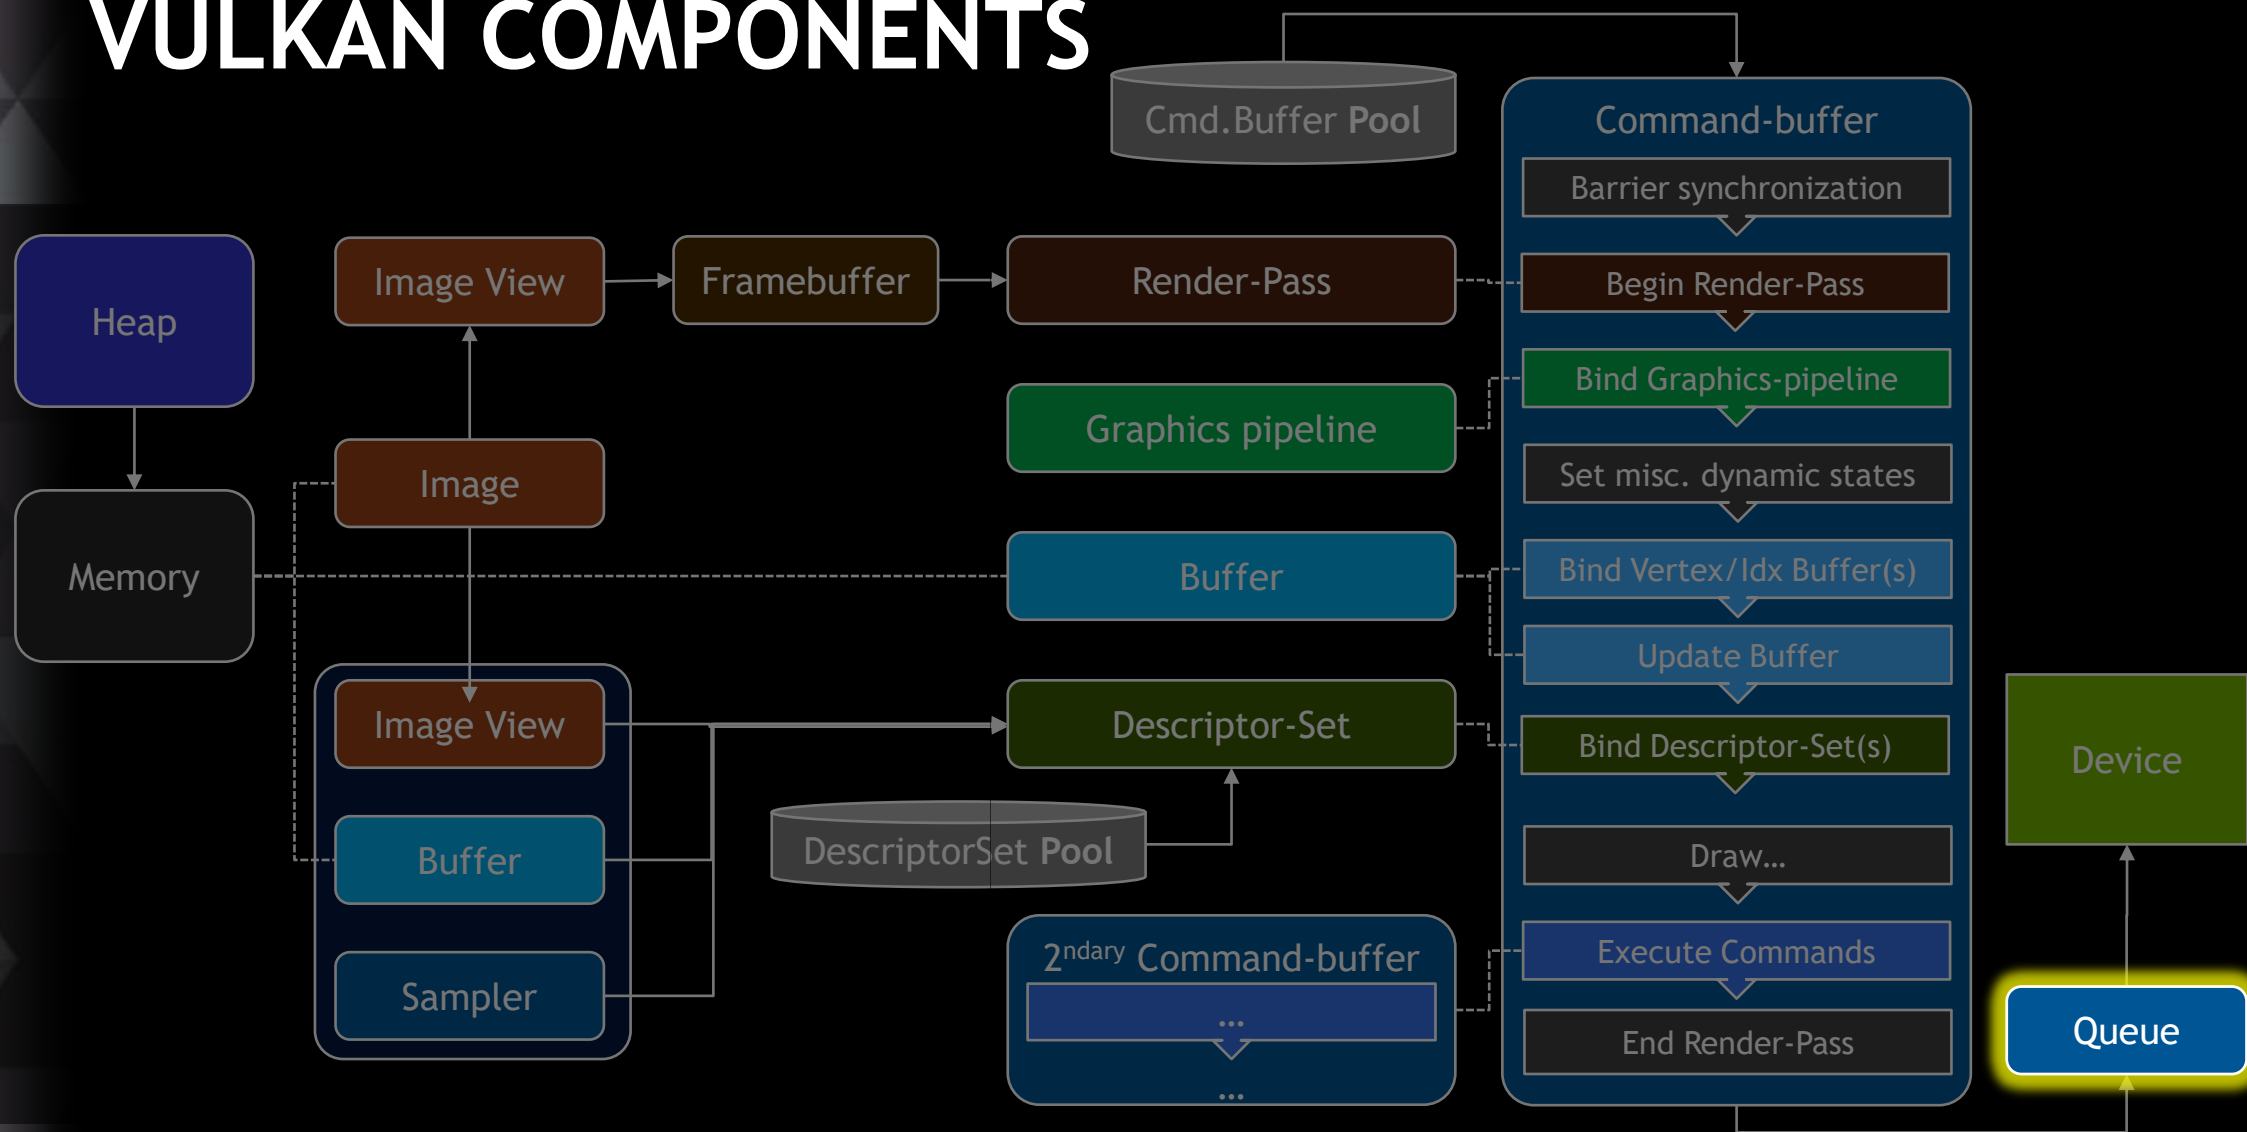 VULKAN COMPONENTS
Cmd.Buffer Pool
Command-buffer
Barrier synchronization
Heap
Image View
Framebuffer
Render-Pass
Begin Render-Pass
Graphics pipeline
Bind Graphics-pipeline
Image
Set misc. dynamic states
Memory
Buffer
Bind Vertex/Idx Buffer(s)
Update Buffer
Image View
Descriptor-Set
Bind Descriptor-Set(s)
Device
Buffer
DescriptorSet Pool
Draw…
2ndary Command-buffer
Execute Commands
Sampler
…
…
End Render-Pass
Queue